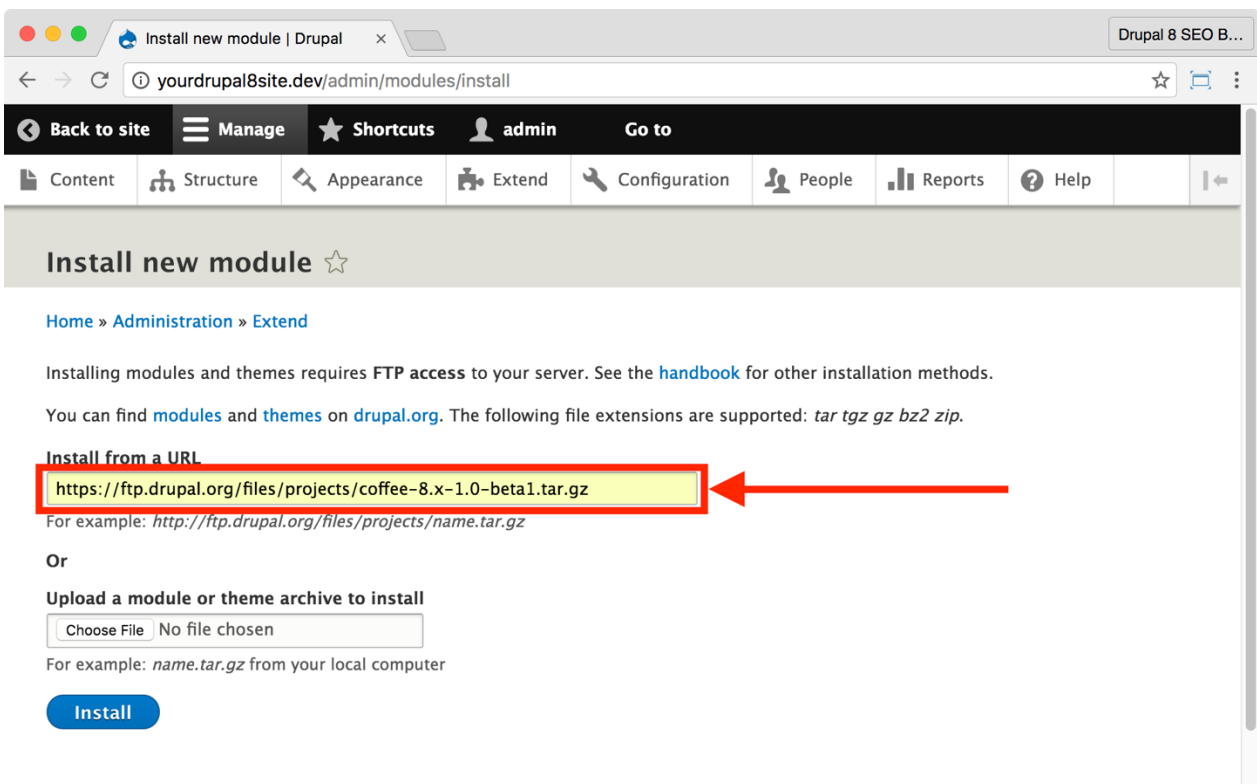 Install new module | Drupal
Drupal 8 SEO B...
yourdrupal8site.dev/admin/modules/install
Back to site Manage Shortcuts admin Go to
Content Structure Appearance Extend Configuration People Reports Help
Install new module
Home » Administration » Extend
Installing modules and themes requires FTP access to your server. See the handbook for other installation methods.
You can find modules and themes on drupal.org. The following file extensions are supported: tar tgz gz bz2 zip.
Install from a URL
https://ftp.drupal.org/files/projects/coffee-8.x-1.0-beta1.tar.gz
For example: http://ftp.drupal.org/files/projects/name.tar.gz
Or
Upload a module or theme archive to install
Choose File No file chosen
For example: name.tar.gz from your local computer
Install